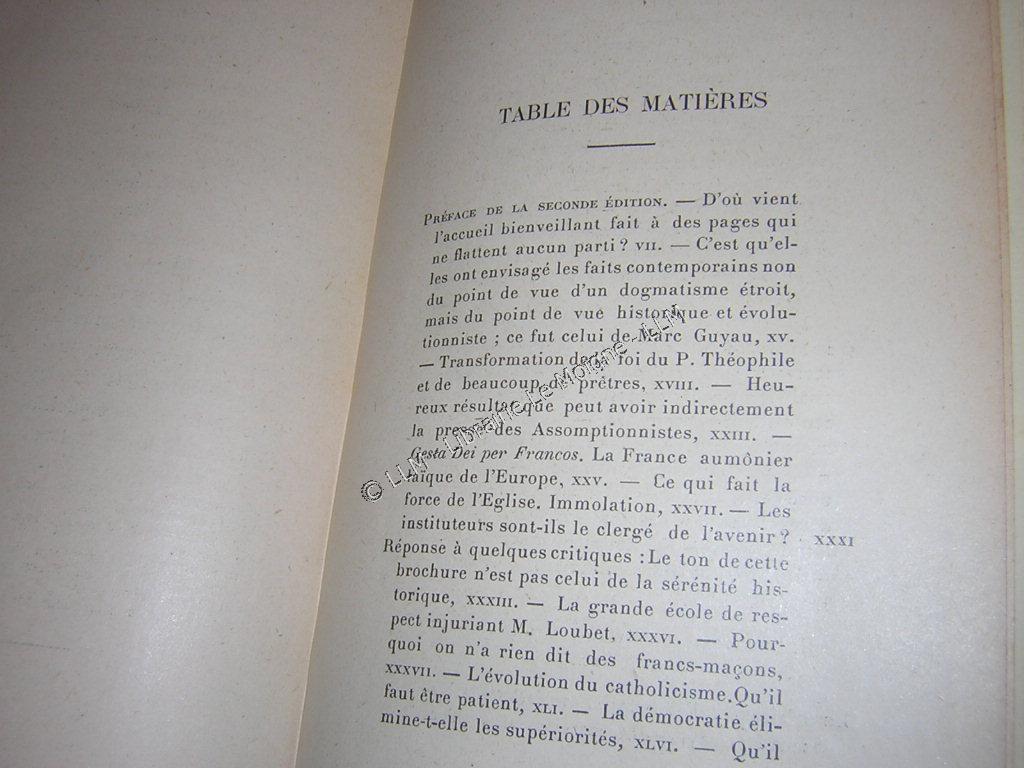 TABLE DES MATIÈRES
PRÉFACE DE LA SECONDE ÉDITION. — D'où vient
l'accueil bienveillant fait à des pages qui
ne flattent aucun parti ? VII. — C'est qu'el-
les ont envisagé les faits contemporains non
du point de vue d'un dogmatisme étroit,
mais du point de vue historique et évolu-
tionniste ; ce fut celui de Marc Guyau, XV.
— Transformation de la foi du P. Théophile
et de beaucoup de prêtres, XVIII. — Heu-
reux résultat que peut avoir indirectement
la presse des Assomptionnistes, XXIII. —
Gesta Dei per Francos. La France aumônier
laïque de l'Europe, XXV. — Ce qui fait la
force de l'Eglise. Immolation, XXVII. — Les
instituteurs sont-ils le clergé de l'avenir ? XXXI
Réponse à quelques critiques : Le ton de cette
brochure n'est pas celui de la sérénité his-
torique, XXXIII. — La grande école de res-
pect injuriant M. Loubet, XXXVI. — Pour-
quoi on n'a rien dit des francs-maçons,
XXXVII. — L'évolution du catholicisme. Qu'il
faut être patient, XLI. — La démocratie éli-
mine-t-elle les supériorités, XLVI. — Qu'il
© LLM - Librairie Le Moigne - LLM